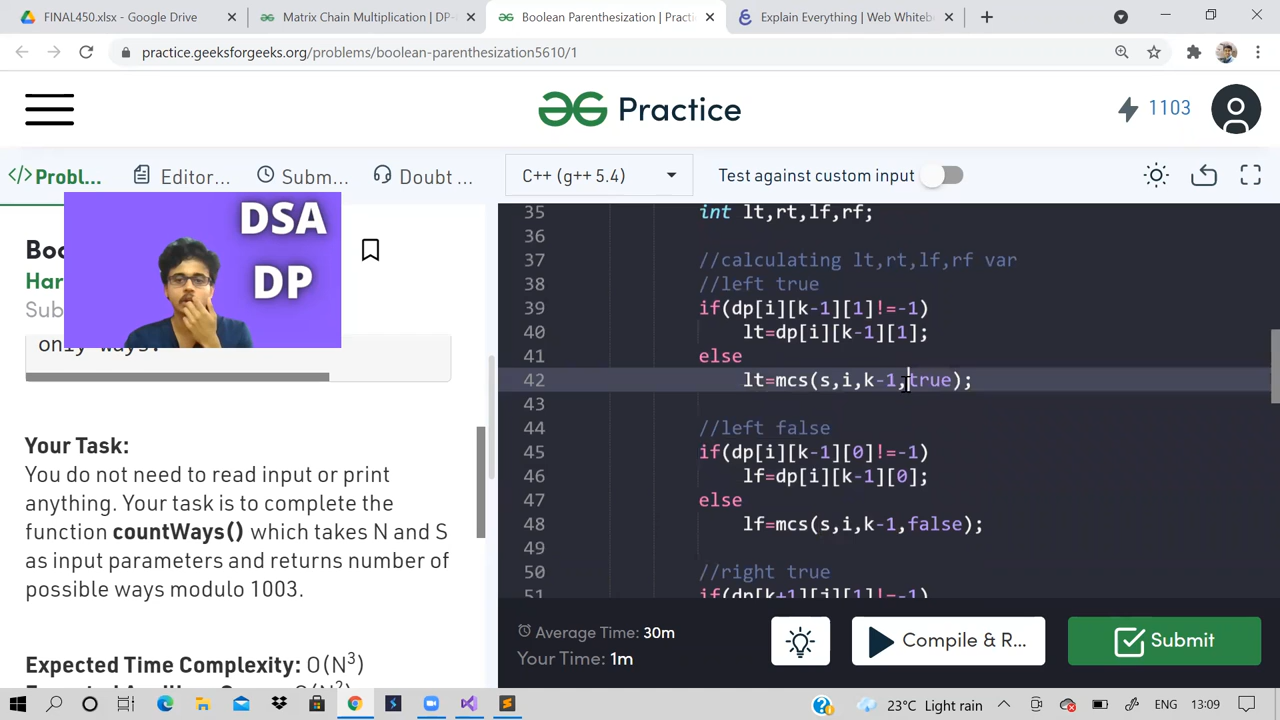 FINAL450.xlsx - Google Drive
Matrix Chain Multiplication | DP-
Boolean Parenthesization | Practi
Explain Everything | Web Whiteb
practice.geeksforgeeks.org/problems/boolean-parenthesization5610/1
Practice
1103
</> Probl...
Editor...
Subm...
Doubt ...
C++ (g++ 5.4)
Test against custom input
DSA
DP
Boo
Har
Sub
only ways.
Your Task:
You do not need to read input or print
anything. Your task is to complete the
function countWays() which takes N and S
as input parameters and returns number of
possible ways modulo 1003.
Expected Time Complexity: O(N³)
35 int lt,rt,lf,rf;
36
37 //calculating lt,rt,lf,rf var
38 //left true
39 if(dp[i][k-1][1]!=-1)
40 lt=dp[i][k-1][1];
41 else
42 lt=mcs(s,i,k-1,true);
43
44 //left false
45 if(dp[i][k-1][0]!=-1)
46 lf=dp[i][k-1][0];
47 else
48 lf=mcs(s,i,k-1,false);
49
50 //right true
51 if(dp[k+1][j][1]!=-1)
Average Time: 30m
Your Time: 1m
Compile & R...
Submit
23°C Light rain
ENG
13:09